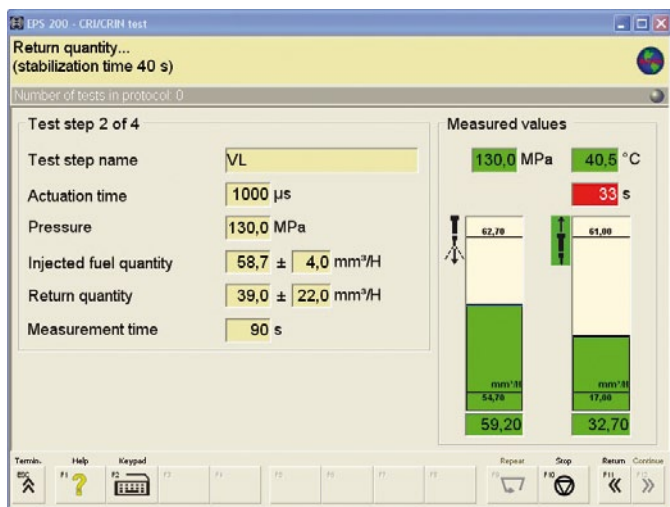 EPS 200 - CRI/CRIN test
Return quantity...
(stabilization time 40 s)
Number of tests in protocol: 0
Test step 2 of 4
Test step name VL
Actuation time 1000 µs
Pressure 130,0 MPa
Injected fuel quantity 58,7 ± 4,0 mm³/H
Return quantity 39,0 ± 22,0 mm³/H
Measurement time 90 s
Measured values
130,0 MPa 40,5 °C
33 s
62,70 61,00
mm³/H mm³/H
54,70 17,00
59,20 32,70
Termin. Help Keypad Repeat Stop Return Continue
ESC F1 F2 F3 F4 F5 F6 F7 F8 F9 F10 F11 F12